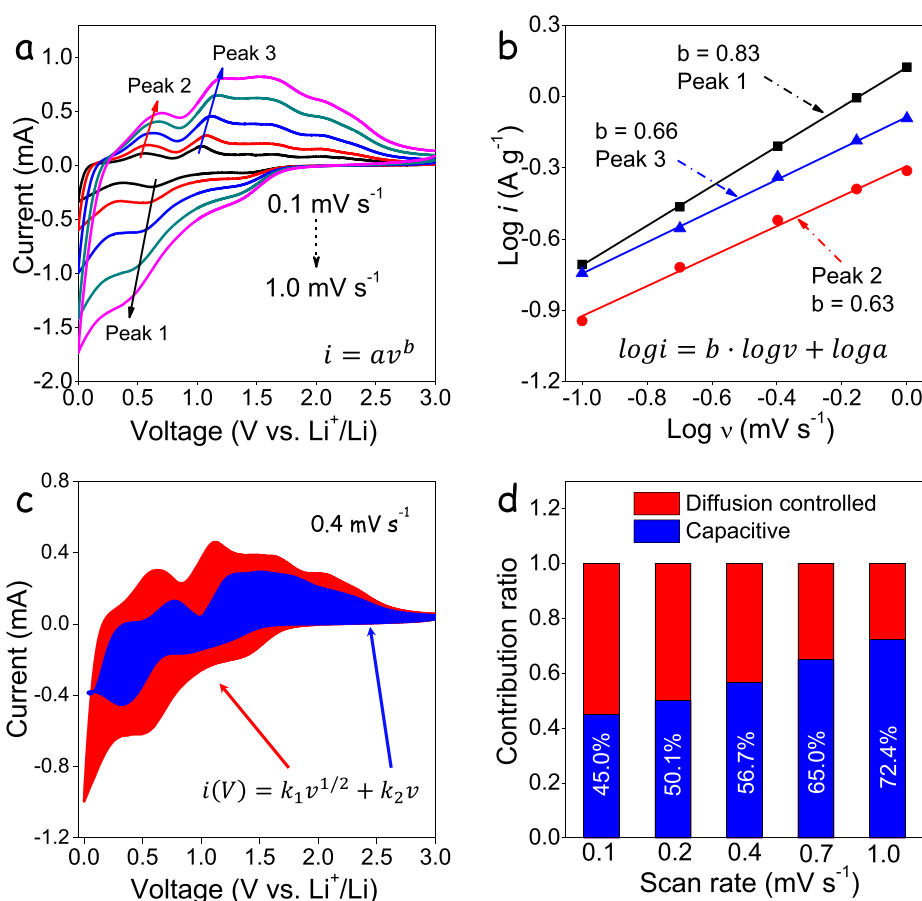 a
1.0
0.5
0.0
-0.5
-1.0
-1.5
-2.0
Current (mA)
Peak 2
Peak 3
0.1 mV s⁻¹
1.0 mV s⁻¹
Peak 1
i = avᵇ
0.0 0.5 1.0 1.5 2.0 2.5 3.0
Voltage (V vs. Li⁺/Li)
b
0.3
0.0
-0.3
-0.6
-0.9
-1.2
Log i (A g⁻¹)
b = 0.83
Peak 1
b = 0.66
Peak 3
Peak 2
b = 0.63
logi = b · logv + loga
-1.0 -0.8 -0.6 -0.4 -0.2 0.0
Log ν (mV s⁻¹)
c
0.8
0.4
0.0
-0.4
-0.8
-1.2
Current (mA)
0.4 mV s⁻¹
i(V) = k₁v¹ᐟ² + k₂v
0.0 0.5 1.0 1.5 2.0 2.5 3.0
Voltage (V vs. Li⁺/Li)
d
1.2
1.0
0.8
0.6
0.4
0.2
0.0
Contribution ratio
Diffusion controlled
Capacitive
45.0%
50.1%
56.7%
65.0%
72.4%
0.1 0.2 0.4 0.7 1.0
Scan rate (mV s⁻¹)